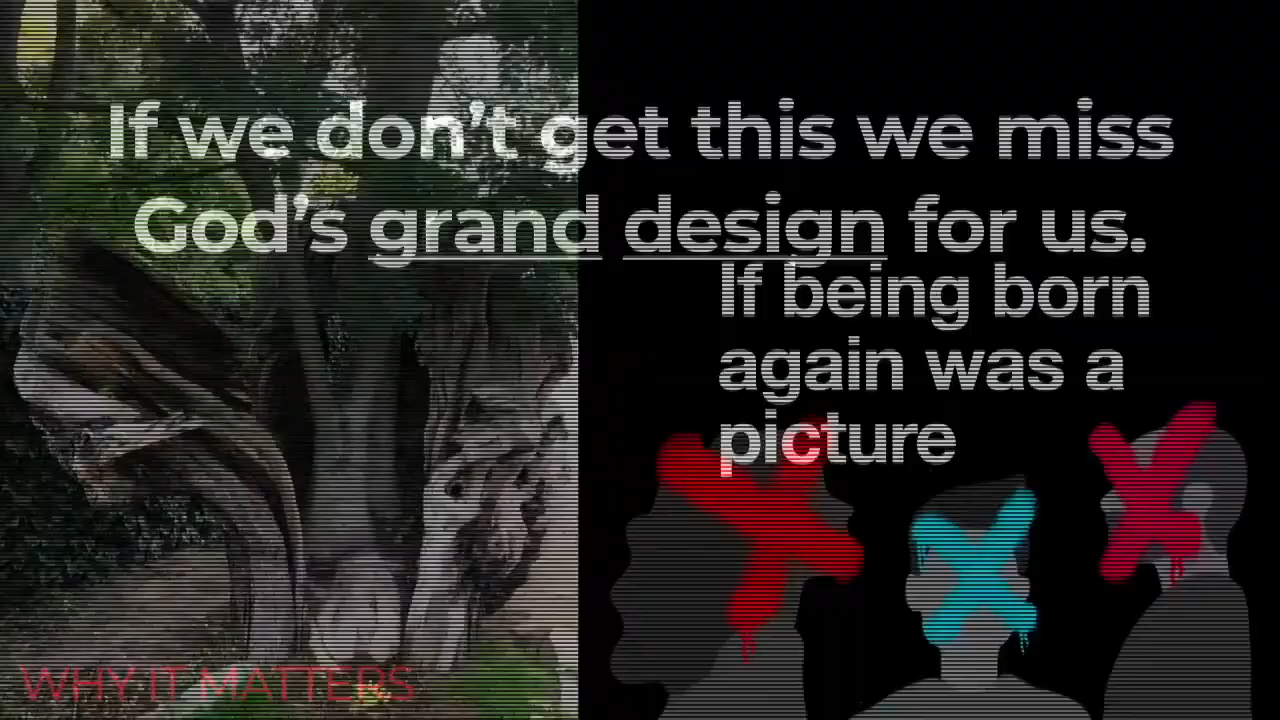 If we don't get this we miss
God's grand design for us.
If being born
again was a
picture
WHY IT MATTERS